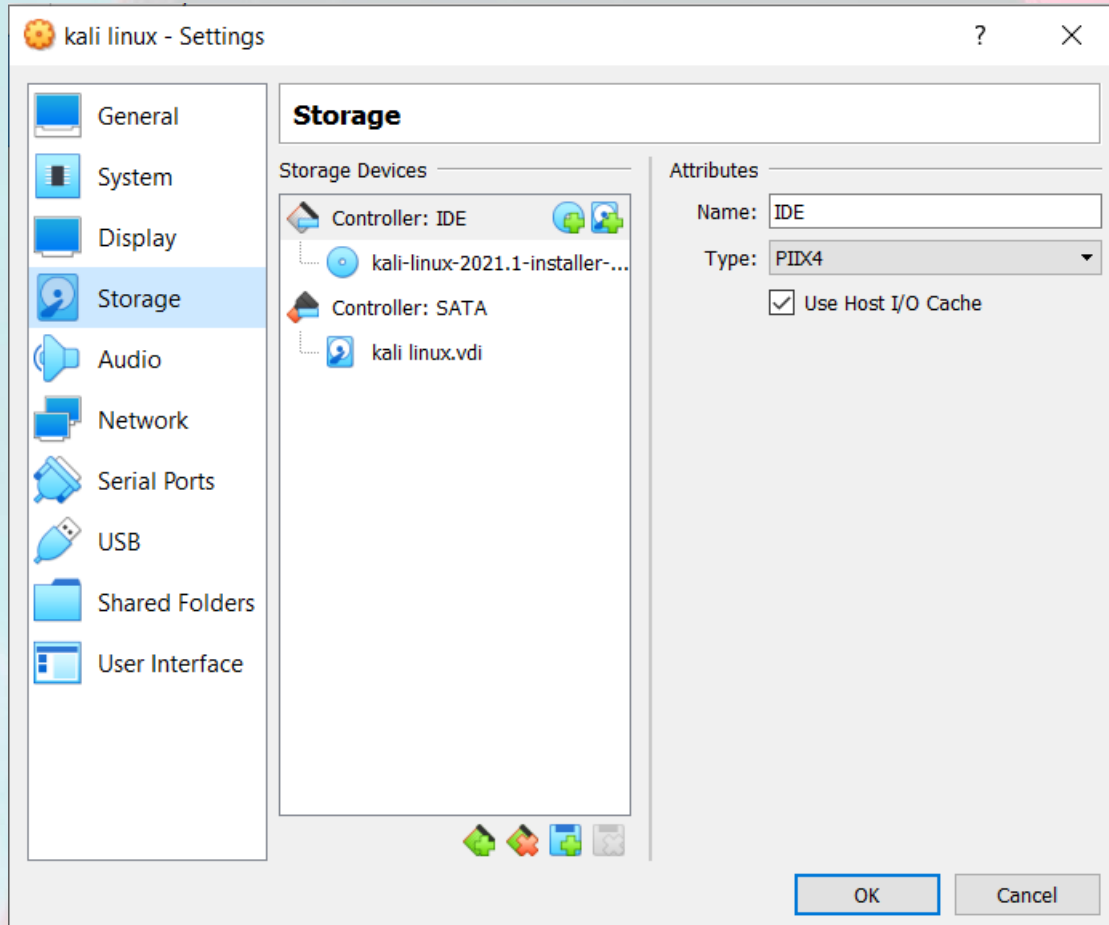 kali linux - Settings
?
General
System
Display
Storage
Audio
Network
Serial Ports
USB
Shared Folders
User Interface
Storage
Storage Devices
Controller: IDE
kali-linux-2021.1-installer-...
Controller: SATA
kali linux.vdi
Attributes
Name: IDE
Type: PIIX4
Use Host I/O Cache
OK
Cancel